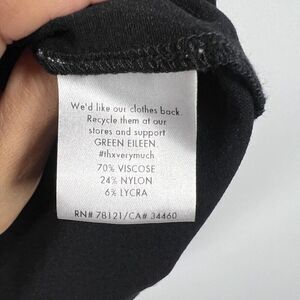 We'd like our clothes back.
Recycle them at our
stores and support
GREEN EILEEN.
#thxverymuch
70% VISCOSE
24% NYLON
6% LYCRA
RN# 78121/CA# 34460